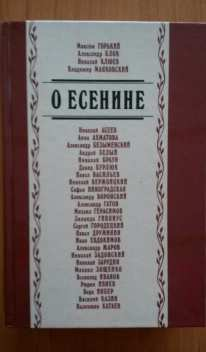 Максим ГОРЬКИЙ
Александр БЛОК
Николай КЛЮЕВ
Владимир МАЯКОВСКИЙ
О ЕСЕНИНЕ
Николай АСЕЕВ
Анна АХМАТОВА
Александр БЕЗЫМЕНСКИЙ
Андрей БЕЛЫЙ
Николай БРАУН
Давид БУРЛЮК
Павел ВАСИЛЬЕВ
Николай ВЕРЖБИЦКИЙ
Софья ВИНОГРАДСКАЯ
Александр ВОРОНСКИЙ
Александр ГАТОВ
Михаил ГЕРАСИМОВ
Зинаида ГИППИУС
Сергей ГОРОДЕЦКИЙ
Павел ДРУЖИНИН
Иван ЕВДОКИМОВ
Александр ЖАРОВ
Николай ЗАДОНСКИЙ
Николай ЗАРУДИН
Михаил ЗОЩЕНКО
Всеволод ИВАНОВ
Рюрик ИВНЕВ
Вера ИНБЕР
Василий КАЗИН
Валентин КАТАЕВ